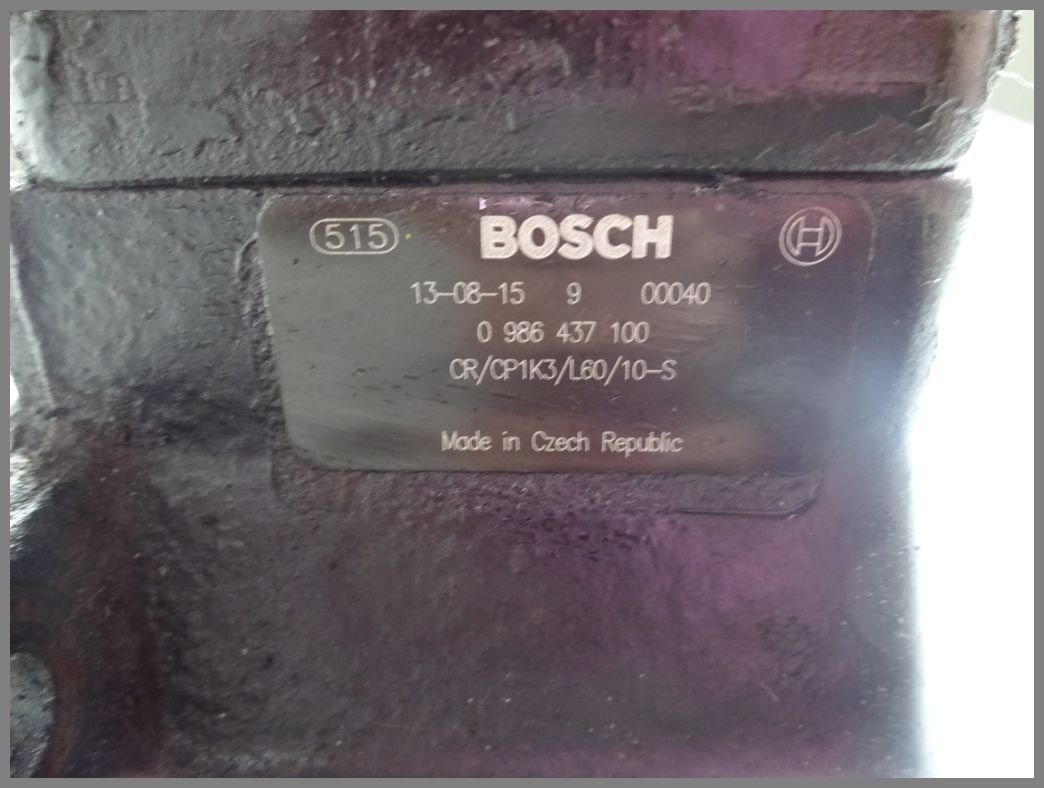 515 BOSCH
13-08-15 9 00040
0 986 437 100
CR/CP1K3/L60/10-S
Made in Czech Republic